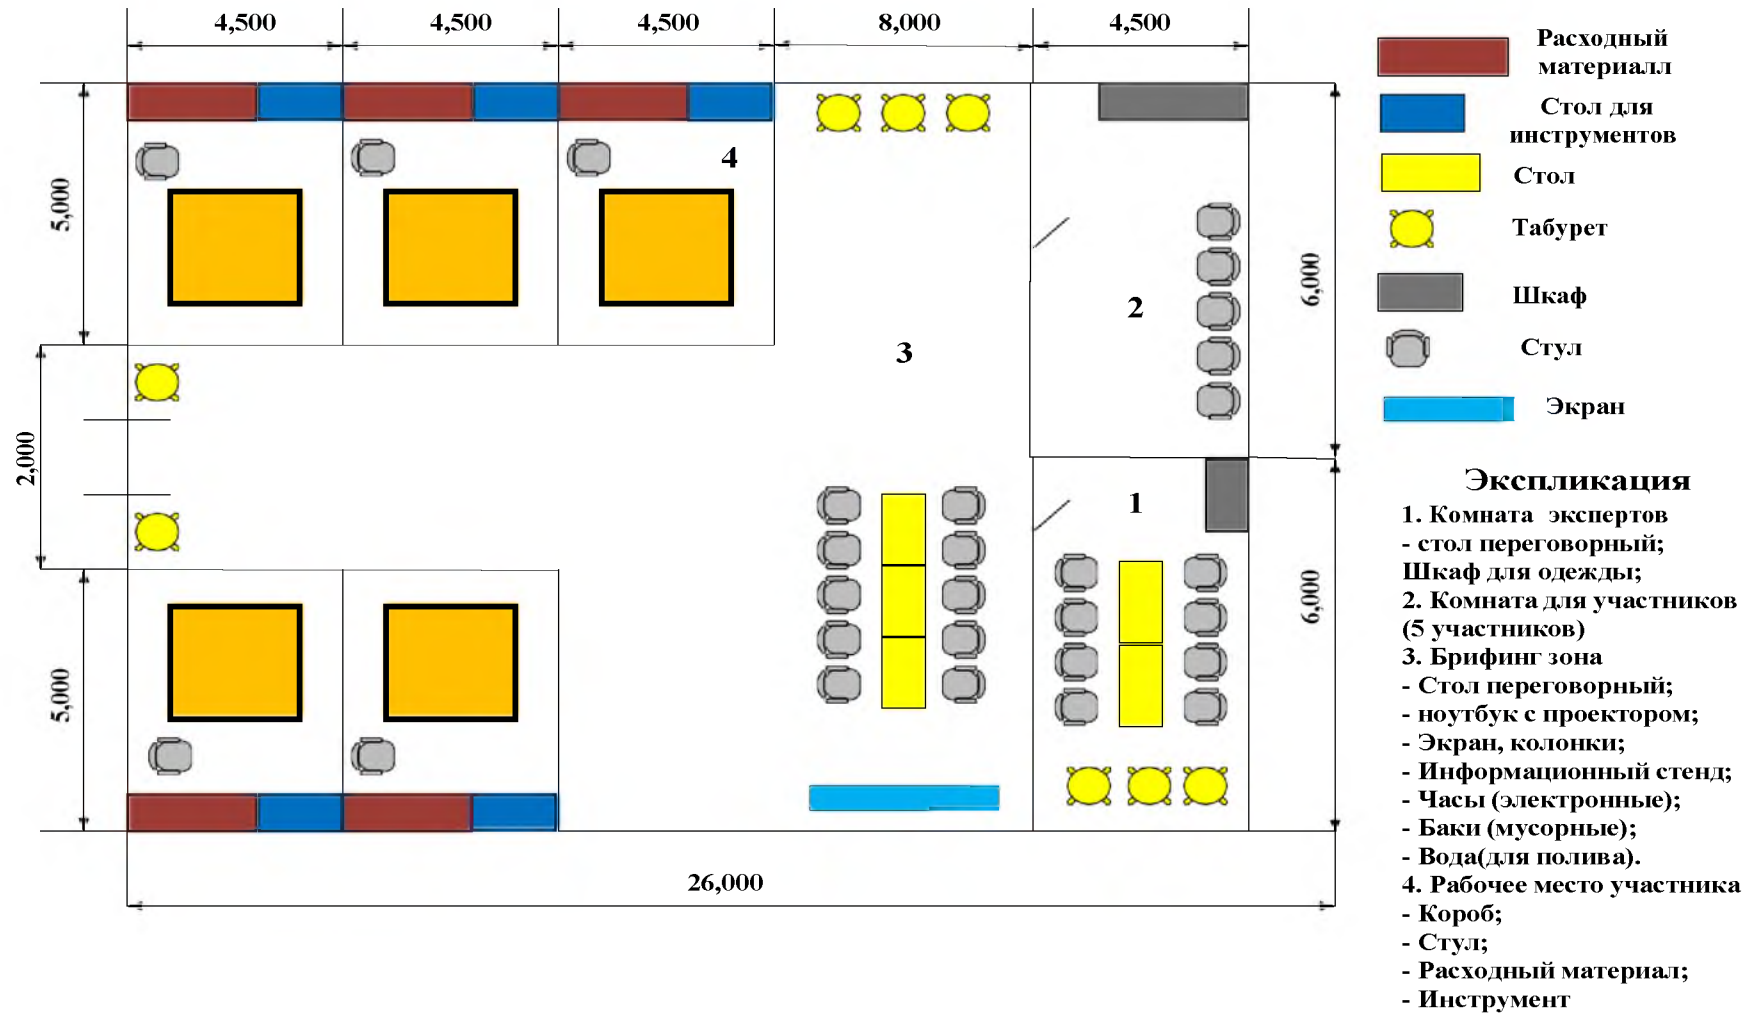 4,500
4,500
4,500
8,000
4,500
5,000
2,000
5,000
4
3
2
1
6,000
6,000
26,000
Расходный
материалл
Стол для
инструментов
Стол
Табурет
Шкаф
Стул
Экран
Экспликация
1. Комната экспертов
- стол переговорный;
Шкаф для одежды;
2. Комната для участников
(5 участников)
3. Брифинг зона
- Стол переговорный;
- ноутбук с проектором;
- Экран, колонки;
- Информационный стенд;
- Часы (электронные);
- Баки (мусорные);
- Вода(для полива).
4. Рабочее место участника
- Короб;
- Стул;
- Расходный материал;
- Инструмент